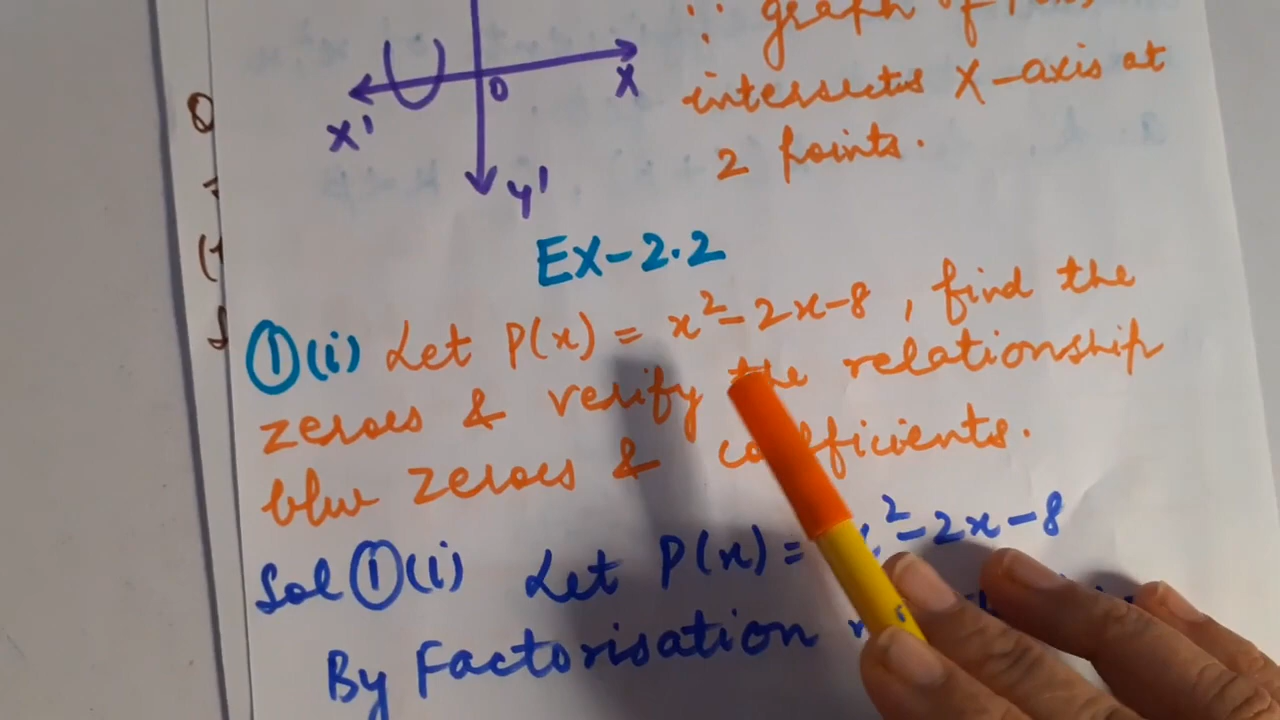 ∵ graph of P(x)
intersects X-axis at
2 points.
X' O X
y'
Ex-2.2
①(i) Let P(x) = x²-2x-8, find the
zeroes & verify the relationship
b/w zeroes & coefficients.
Sol ①(i) Let P(x) = x²-2x-8
By Factorisation